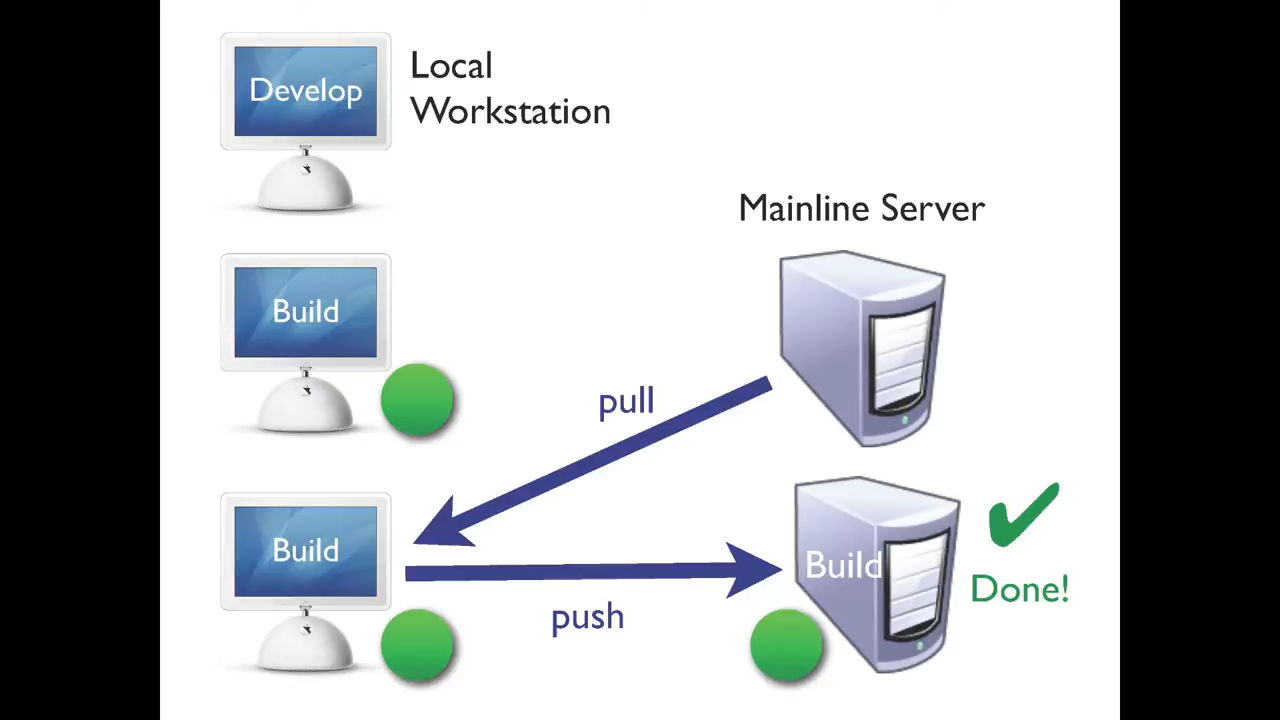 Develop
Local
Workstation
Mainline Server
Build
pull
Build
push
Build
Done!